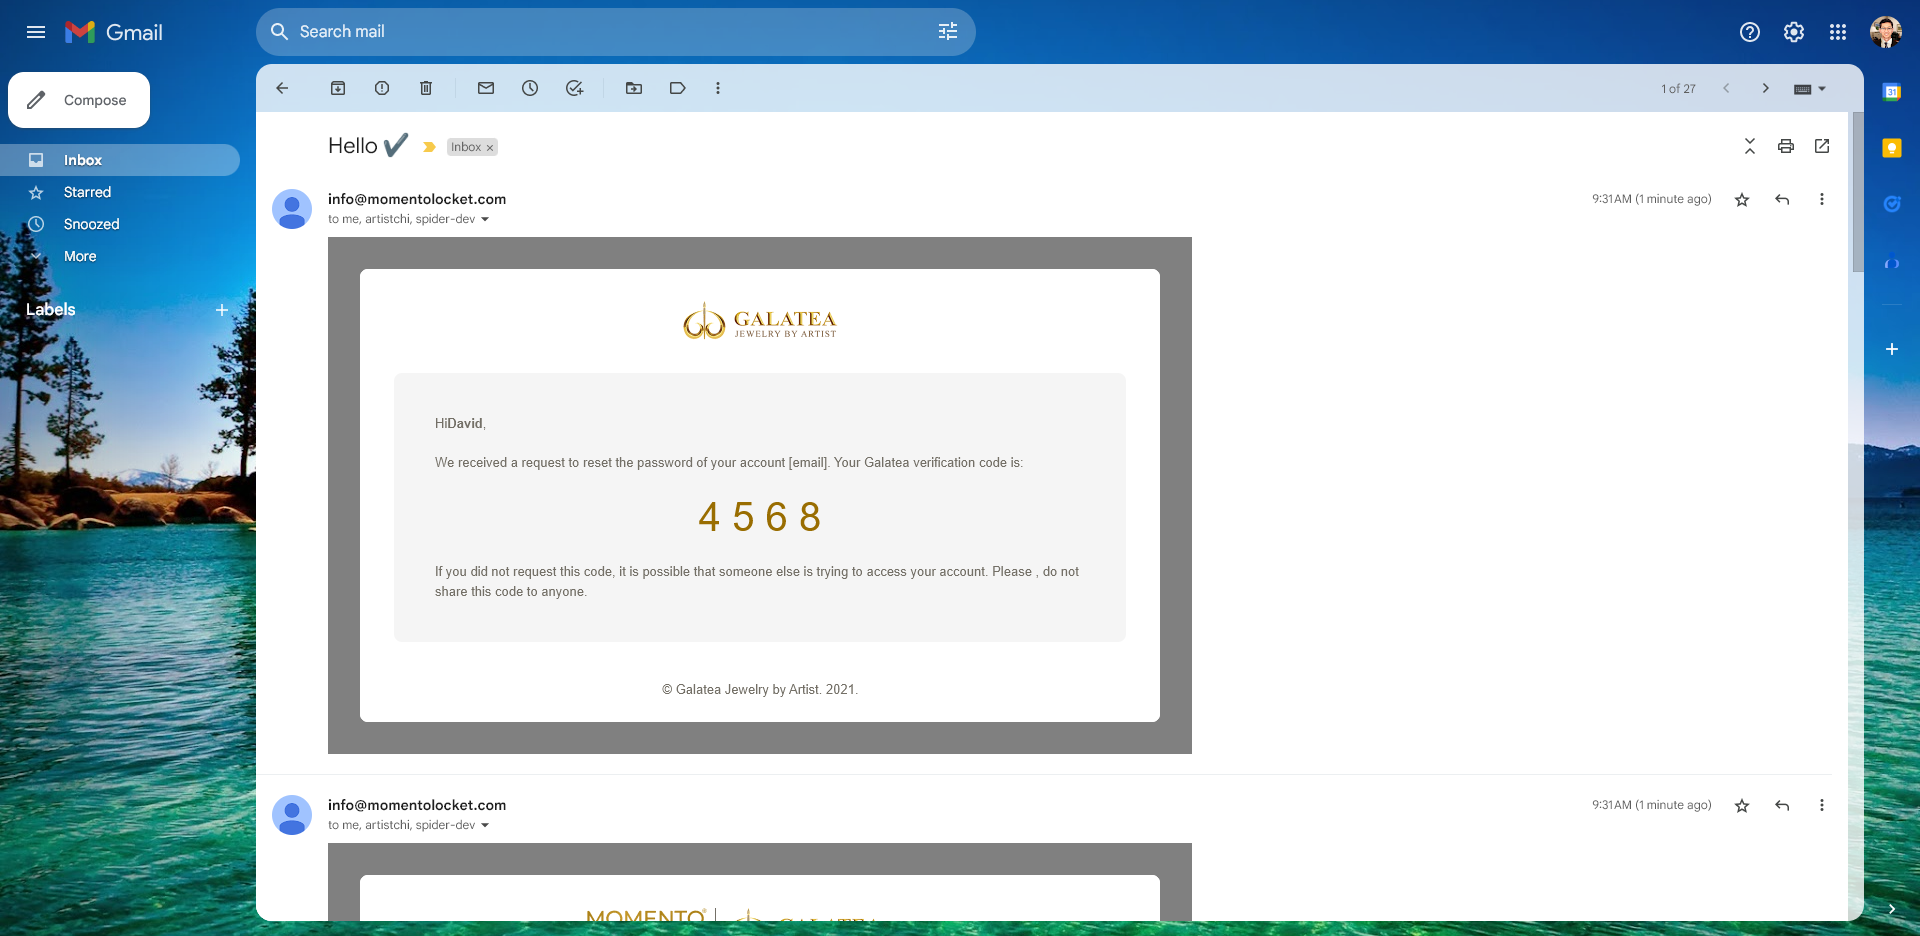 Gmail
Search mail
Compose
Inbox
Starred
Snoozed
More
Labels
1 of 27
31
Hello ✔
Inbox ×
info@momentolocket.com
9:31 AM (1 minute ago)
to me, artistchi, spider-dev
GALATEA
JEWELRY BY ARTIST
HiDavid,
We received a request to reset the password of your account [email]. Your Galatea verification code is:
4 5 6 8
If you did not request this code, it is possible that someone else is trying to access your account. Please , do not
share this code to anyone.
© Galatea Jewelry by Artist. 2021.
info@momentolocket.com
9:31 AM (1 minute ago)
to me, artistchi, spider-dev
MOMENTO® | GALATEA